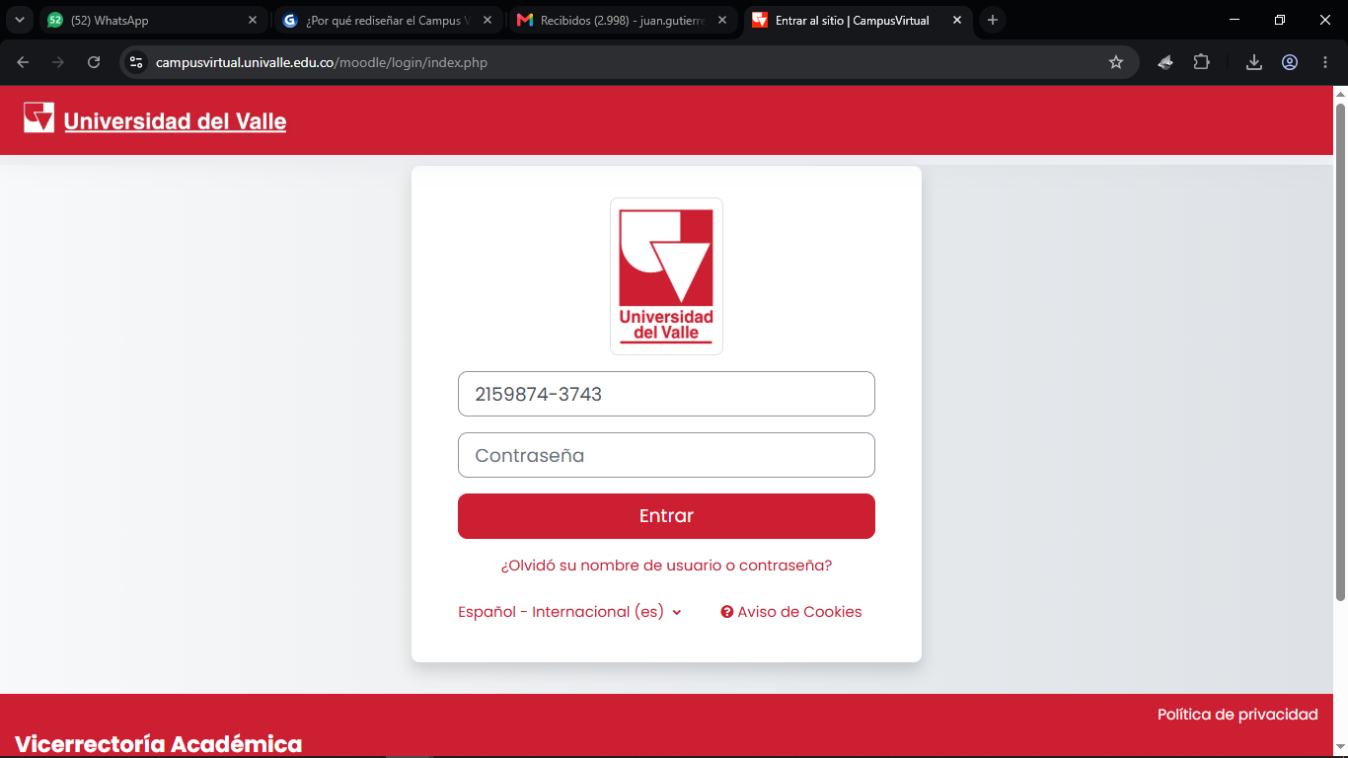 52 (52) WhatsApp
¿Por qué rediseñar el Campus V
Recibidos (2.998) - juan.gutierre
Entrar al sitio | CampusVirtual
campusvirtual.univalle.edu.co/moodle/login/index.php
Universidad del Valle
Universidad
del Valle
2159874-3743
Contraseña
Entrar
¿Olvidó su nombre de usuario o contraseña?
Español - Internacional (es)
Aviso de Cookies
Política de privacidad
Vicerrectoría Académica